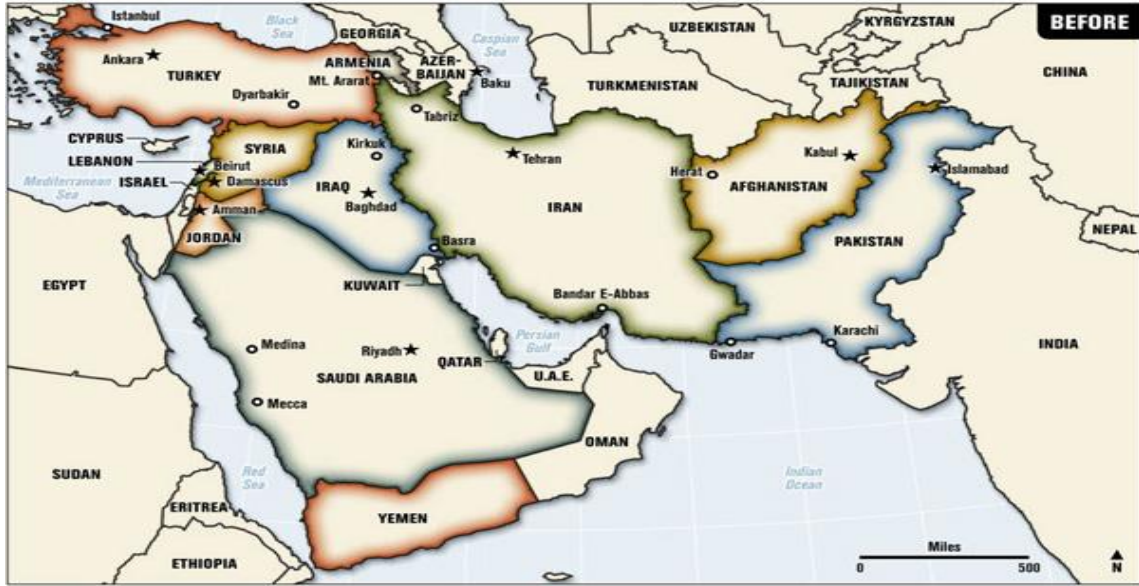 BEFORE
Istanbul
Black
Sea
GEORGIA
Caspian
Sea
UZBEKISTAN
KYRGYZSTAN
Ankara
TURKEY
ARMENIA
AZER-
BAIJAN
Mt. Ararat
Baku
TURKMENISTAN
TAJIKISTAN
CHINA
Dyarbakir
Tabriz
CYPRUS
SYRIA
Kirkuk
Tehran
Herat
Kabul
Islamabad
LEBANON
Beirut
Mediterranean
Sea
ISRAEL
Damascus
IRAQ
Baghdad
IRAN
AFGHANISTAN
Amman
JORDAN
Basra
PAKISTAN
NEPAL
EGYPT
KUWAIT
Bandar E-Abbas
Persian
Gulf
Gwadar
Karachi
INDIA
Medina
Riyadh
QATAR
U.A.E.
SAUDI ARABIA
Mecca
OMAN
SUDAN
Red
Sea
Indian
Ocean
ERITREA
YEMEN
ETHIOPIA
Miles
0
500
N